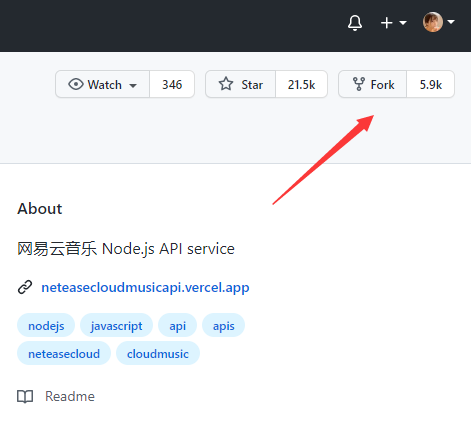 Watch 346 Star 21.5k Fork 5.9k
About
网易云音乐 Node.js API service
neteasecloudmusicapi.vercel.app
nodejs javascript api apis
neteasecloud cloudmusic
Readme